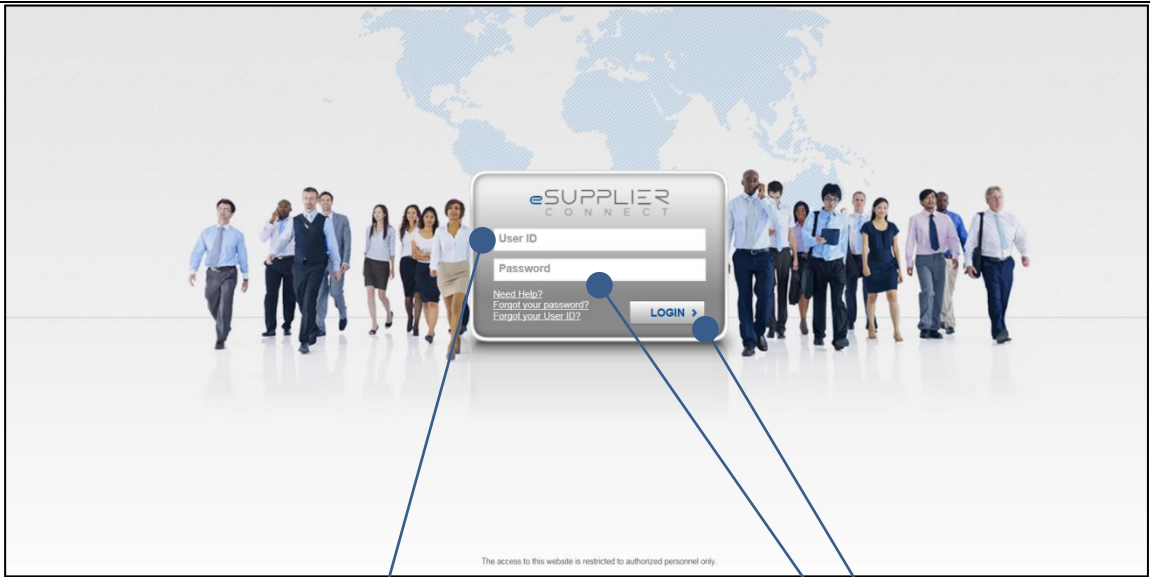 eSUPPLIER
CONNECT
User ID
Password
Need Help?
Forgot your password?
Forgot your User ID?
LOGIN >
The access to this website is restricted to authorized personnel only.